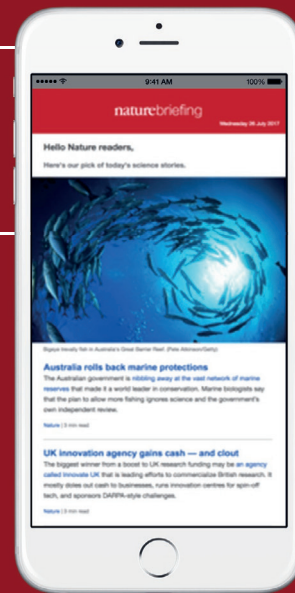 9:41 AM 100%
naturebriefing
Wednesday 26 July 2017
Hello Nature readers,
Here's our pick of today's science stories.
Bigeye trevally fish in Australia's Great Barrier Reef. (Pete Atkinson/Getty)
Australia rolls back marine protections
The Australian government is nibbling away at the vast network of marine
reserves that made it a world leader in conservation. Marine biologists say
that the plan to allow more fishing ignores science and the government's
own independent review.
Nature | 3 min read
UK innovation agency gains cash — and clout
The biggest winner from a boost to UK research funding may be an agency
called Innovate UK that is leading efforts to commercialize British research. It
mostly doles out cash to businesses, runs innovation centres for spin-off
tech, and sponsors DARPA-style challenges.
Nature | 3 min read